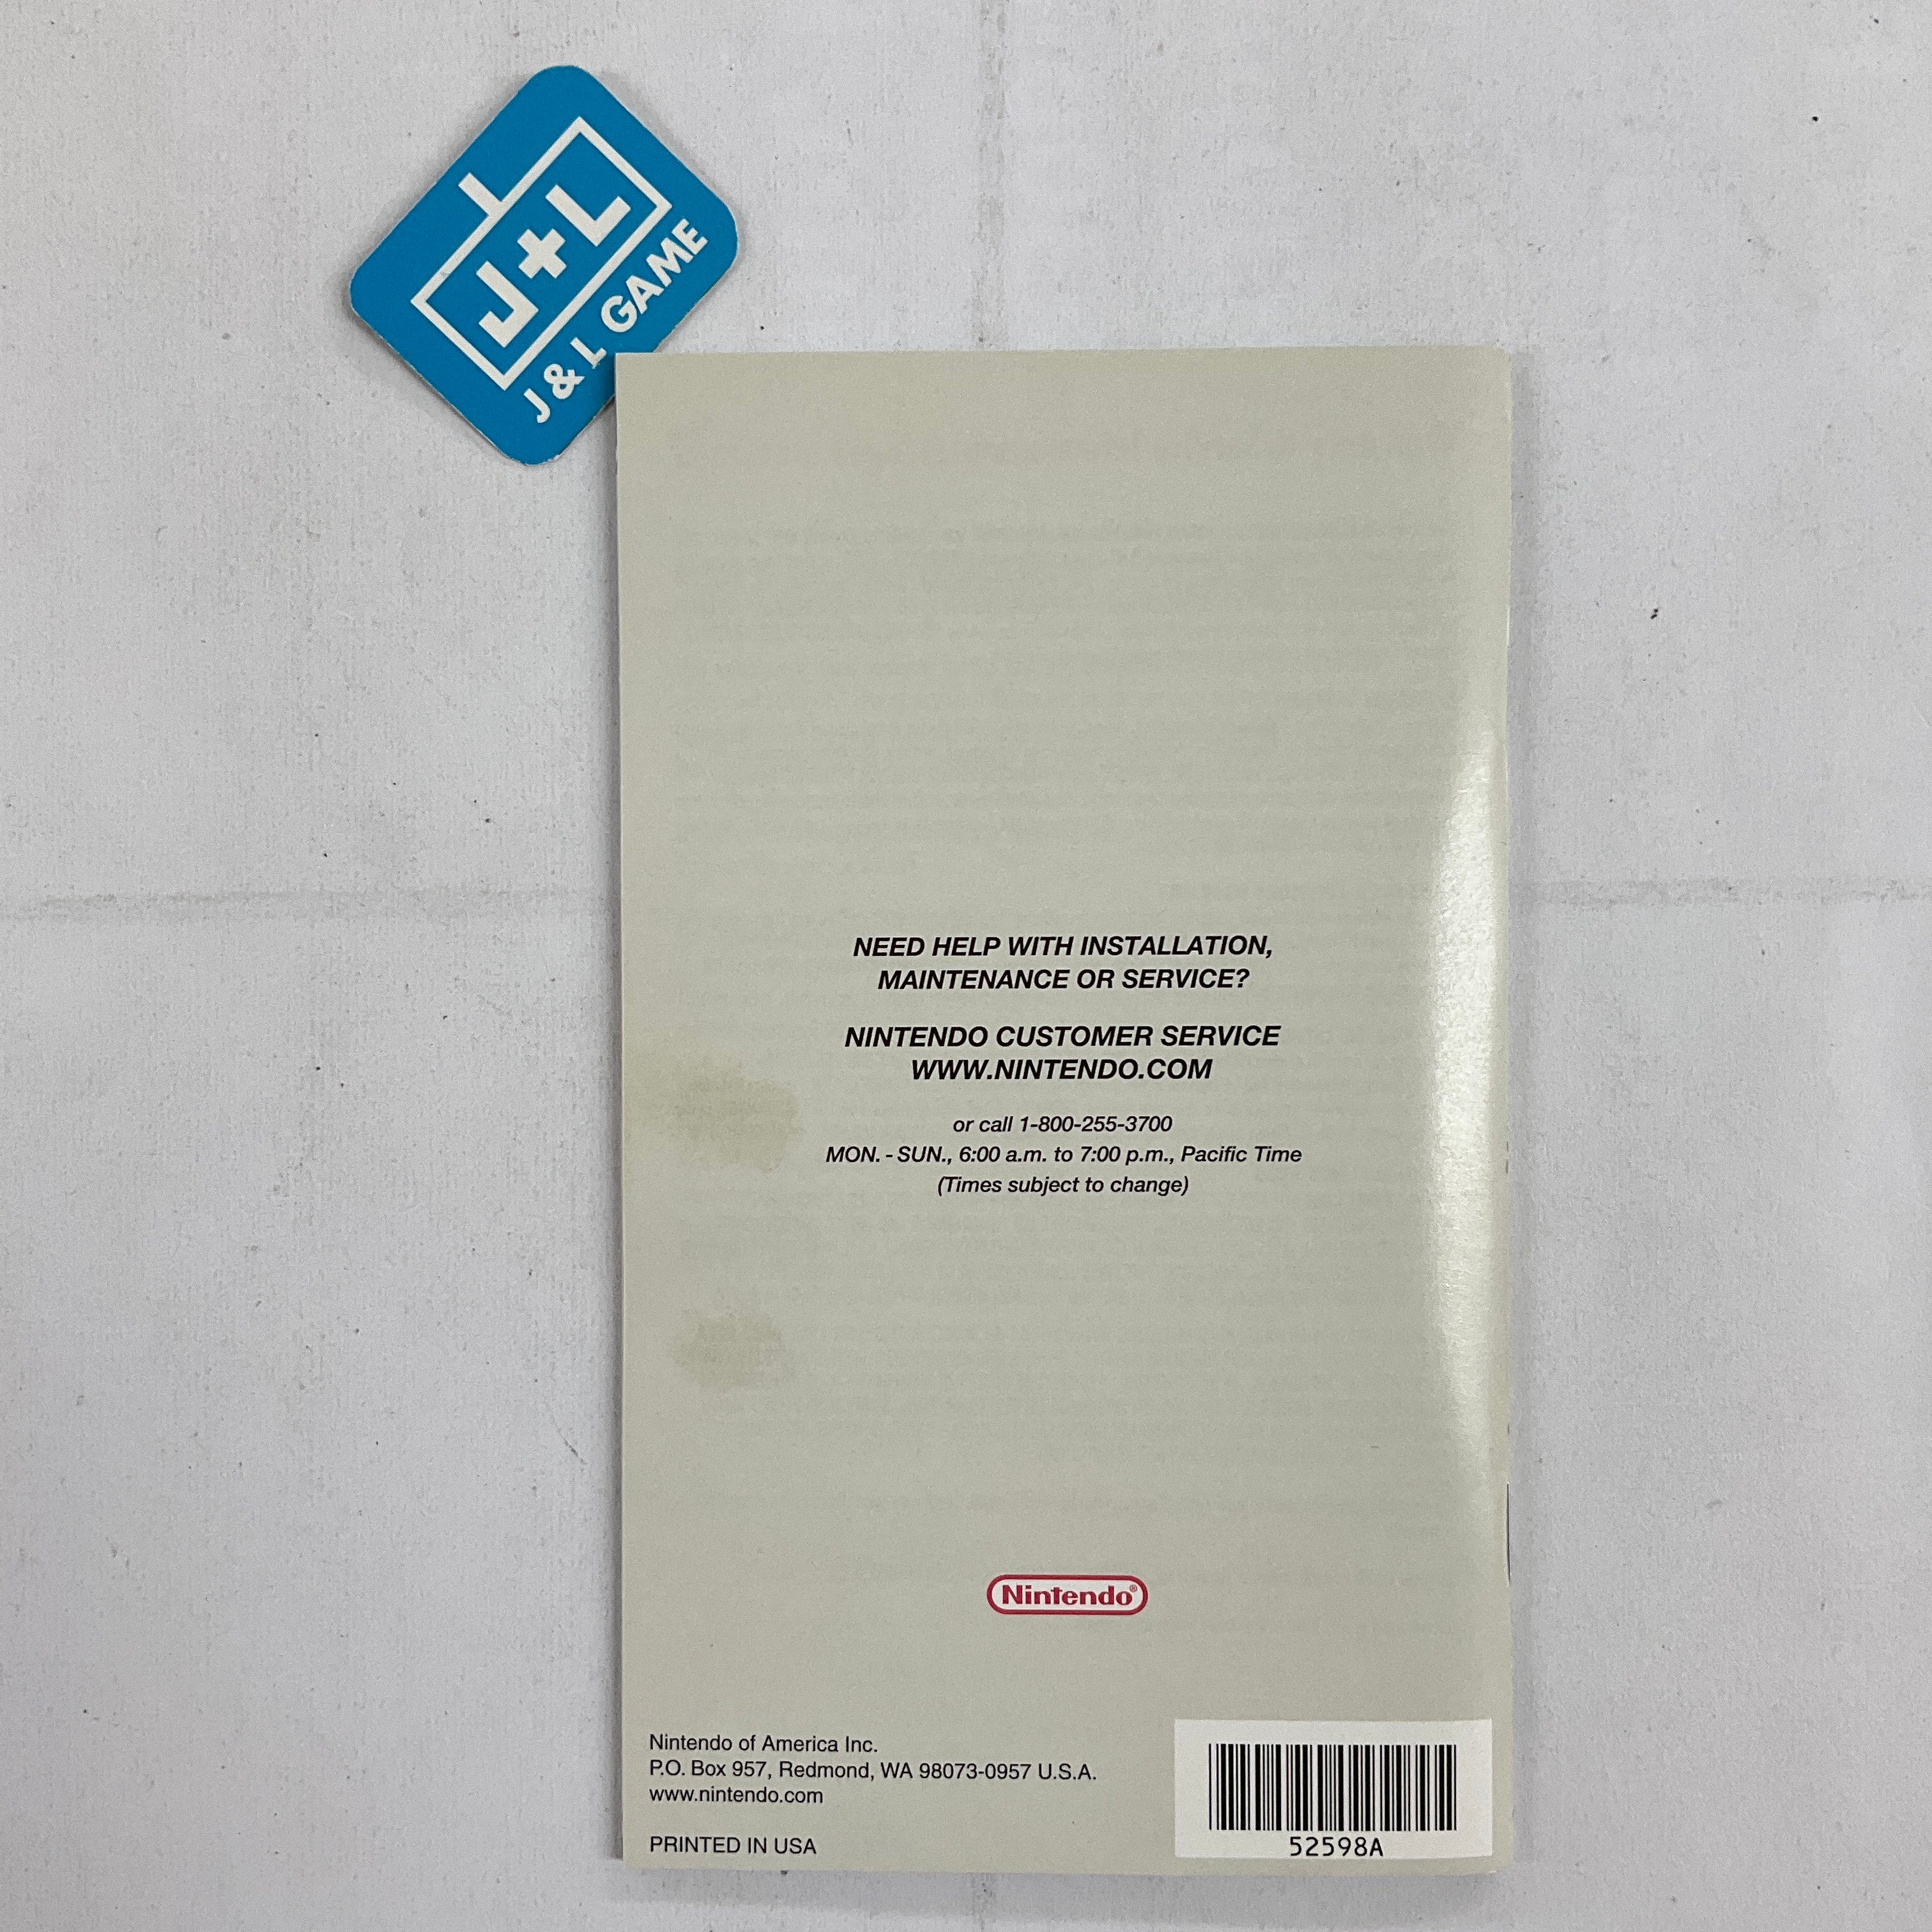 J+L
J & L GAME
NEED HELP WITH INSTALLATION,
MAINTENANCE OR SERVICE?
NINTENDO CUSTOMER SERVICE
WWW.NINTENDO.COM
or call 1-800-255-3700
MON. - SUN., 6:00 a.m. to 7:00 p.m., Pacific Time
(Times subject to change)
Nintendo®
Nintendo of America Inc.
P.O. Box 957, Redmond, WA 98073-0957 U.S.A.
www.nintendo.com
PRINTED IN USA
52598A